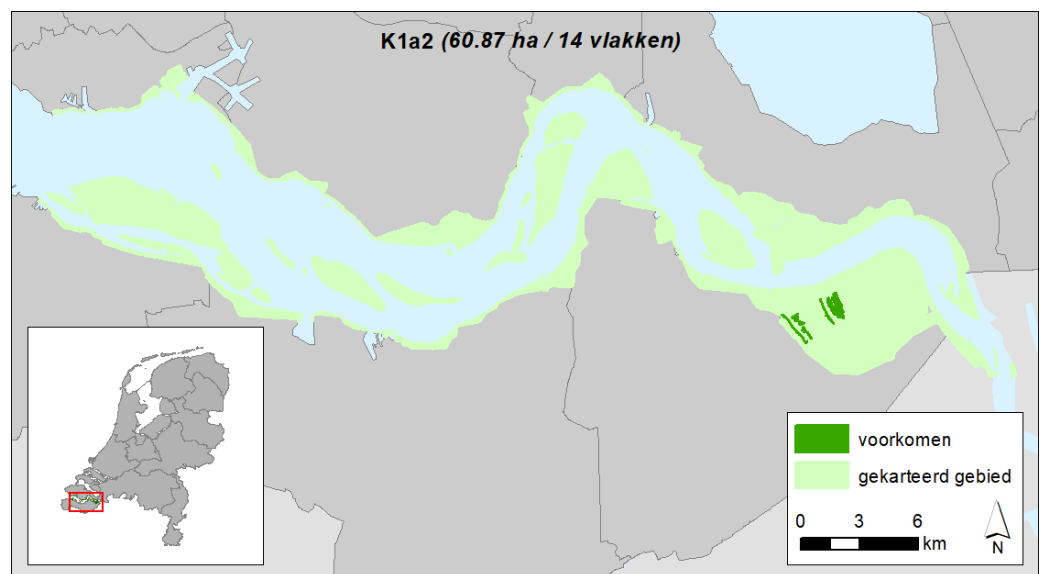 K1a2 (60.87 ha / 14 vlakken)
voorkomen
gekarteerd gebied
0 3 6
km
N